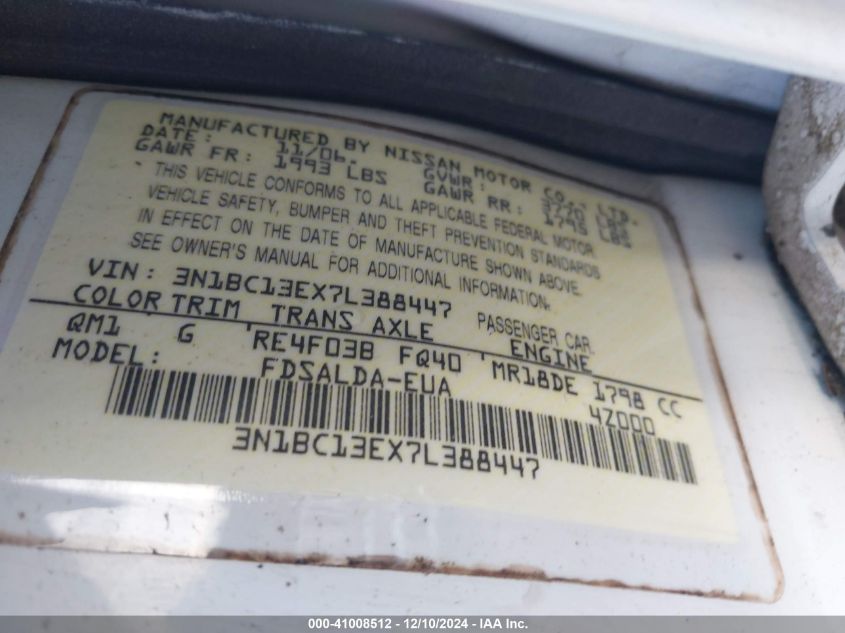 MANUFACTURED BY NISSAN MOTOR CO., LTD.
DATE: 11/06. GVWR: 3770 LBS
GAWR FR: 1993 LBS GAWR RR: 1795 LBS
THIS VEHICLE CONFORMS TO ALL APPLICABLE FEDERAL MOTOR
VEHICLE SAFETY, BUMPER AND THEFT PREVENTION STANDARDS
IN EFFECT ON THE DATE OF MANUFACTURE SHOWN ABOVE.
SEE OWNER'S MANUAL FOR ADDITIONAL INFORMATION.
VIN: 3N1BC13EX7L388447 PASSENGER CAR
COLOR TRIM TRANS AXLE ENGINE
QM1 G RE4F03B FQ40 MR18DE 1798 CC
MODEL: FDSALDA-EUA 4Z000
3N1BC13EX7L388447
000-41008512 - 12/10/2024 - IAA Inc.